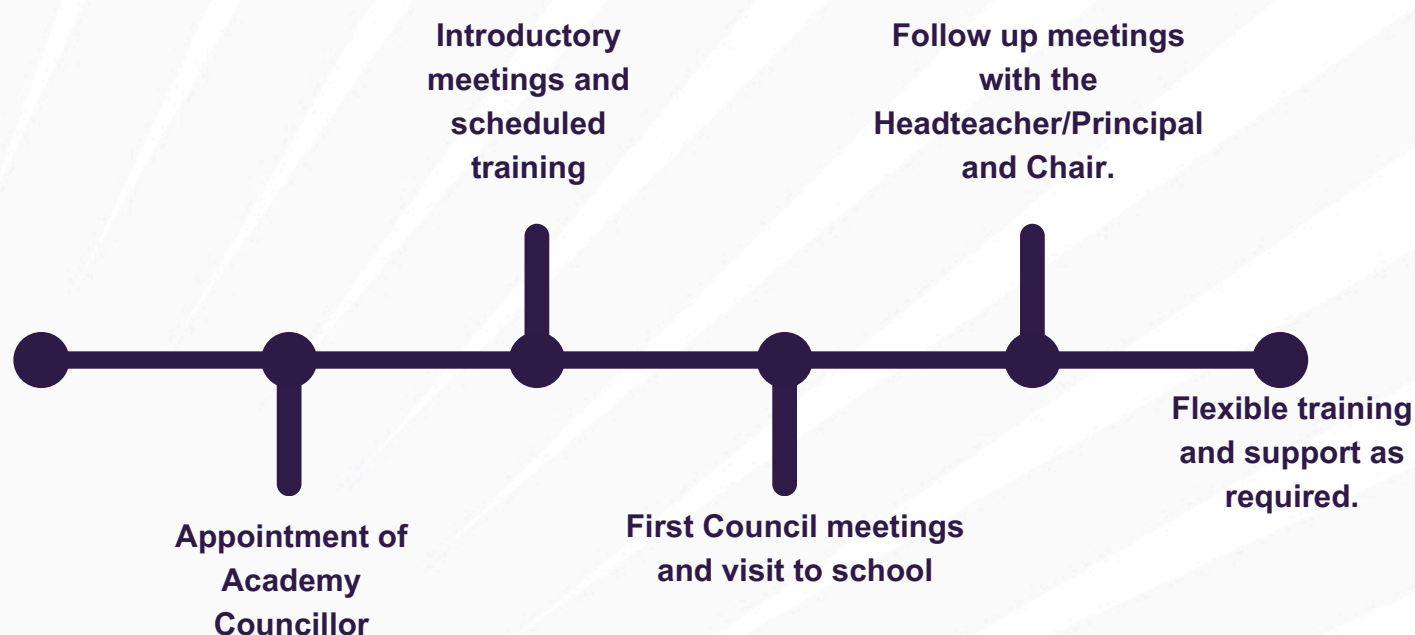 Introductory
meetings and
scheduled
training
Follow up meetings
with the
Headteacher/Principal
and Chair.
Flexible training
and support as
required.
Appointment of
Academy
Councillor
First Council meetings
and visit to school